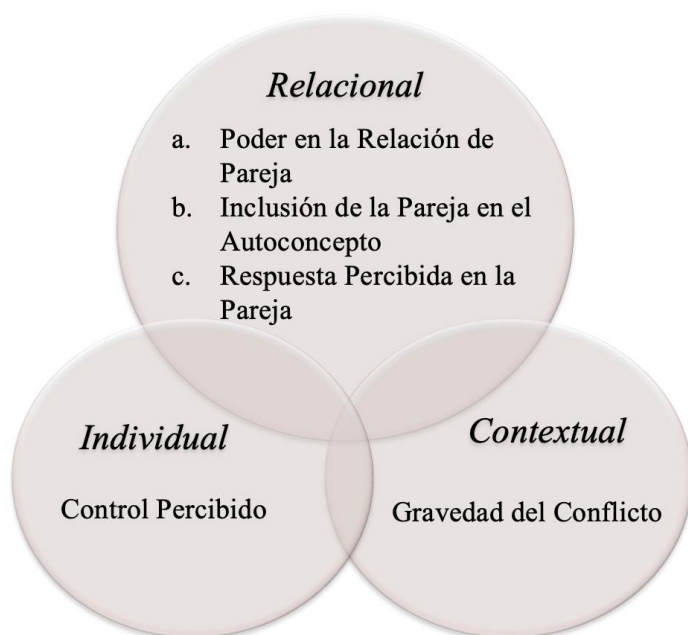 Relacional
a. Poder en la Relación de
Pareja
b. Inclusión de la Pareja en el
Autoconcepto
c. Respuesta Percibida en la
Pareja
Individual
Control Percibido
Contextual
Gravedad del Conflicto